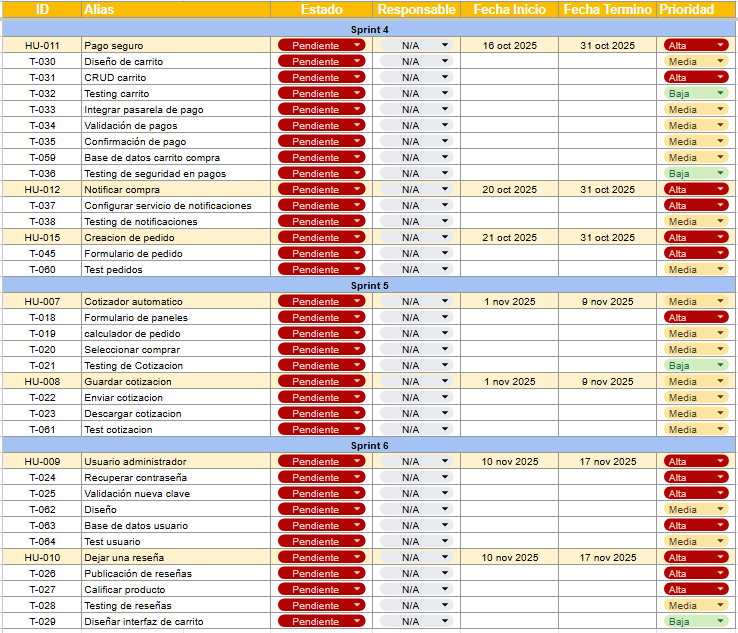 ID Alias Estado Responsable Fecha Inicio Fecha Termino Prioridad
Sprint 4
HU-011 Pago seguro Pendiente N/A 16 oct 2025 31 oct 2025 Alta
T-030 Diseño de carrito Pendiente N/A Media
T-031 CRUD carrito Pendiente N/A Alta
T-032 Testing carrito Pendiente N/A Baja
T-033 Integrar pasarela de pago Pendiente N/A Media
T-034 Validación de pagos Pendiente N/A Media
T-035 Confirmación de pago Pendiente N/A Media
T-059 Base de datos carrito compra Pendiente N/A Media
T-036 Testing de seguridad en pagos Pendiente N/A Baja
HU-012 Notificar compra Pendiente N/A 20 oct 2025 31 oct 2025 Alta
T-037 Configurar servicio de notificaciones Pendiente N/A Alta
T-038 Testing de notificaciones Pendiente N/A Media
HU-015 Creacion de pedido Pendiente N/A 21 oct 2025 31 oct 2025 Alta
T-045 Formulario de pedido Pendiente N/A Alta
T-060 Test pedidos Pendiente N/A Media
Sprint 5
HU-007 Cotizador automatico Pendiente N/A 1 nov 2025 9 nov 2025 Media
T-018 Formulario de paneles Pendiente N/A Alta
T-019 calculador de pedido Pendiente N/A Media
T-020 Seleccionar comprar Pendiente N/A Media
T-021 Testing de Cotizacion Pendiente N/A Baja
HU-008 Guardar cotizacion Pendiente N/A 1 nov 2025 9 nov 2025 Media
T-022 Enviar cotizacion Pendiente N/A Media
T-023 Descargar cotizacion Pendiente N/A Media
T-061 Test cotizacion Pendiente N/A Media
Sprint 6
HU-009 Usuario administrador Pendiente N/A 10 nov 2025 17 nov 2025 Alta
T-024 Recuperar contraseña Pendiente N/A Alta
T-025 Validación nueva clave Pendiente N/A Alta
T-062 Diseño Pendiente N/A Media
T-063 Base de datos usuario Pendiente N/A Alta
T-064 Test usuario Pendiente N/A Media
HU-010 Dejar una reseña Pendiente N/A 10 nov 2025 17 nov 2025 Alta
T-026 Publicación de reseñas Pendiente N/A Alta
T-027 Calificar producto Pendiente N/A Alta
T-028 Testing de reseñas Pendiente N/A Media
T-029 Diseñar interfaz de carrito Pendiente N/A Baja